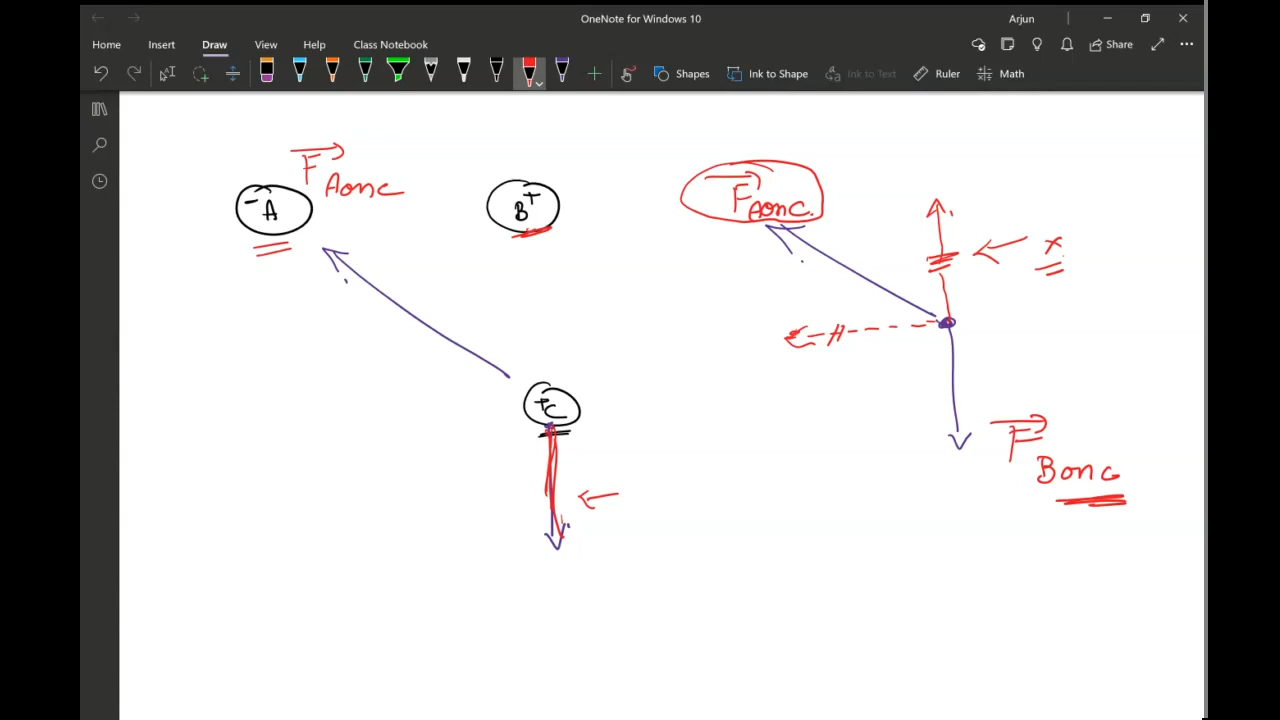 OneNote for Windows 10
Arjun
Home Insert Draw View Help Class Notebook
Share
Shapes Ink to Shape Ink to Text Ruler Math
F Aonc
-A
B+
F Aonc.
x
+C
F Bonc